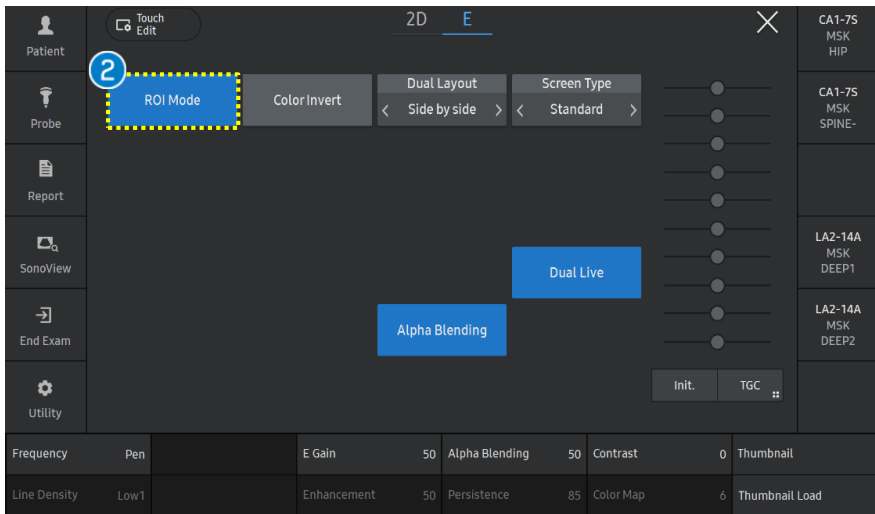 Patient
Touch
Edit
2D
E
CA1-7S
MSK
HIP
2
ROI Mode
Color Invert
Dual Layout
Side by side
Screen Type
Standard
Probe
CA1-7S
MSK
SPINE-
Report
SonoView
Dual Live
LA2-14A
MSK
DEEP1
End Exam
Alpha Blending
LA2-14A
MSK
DEEP2
Utility
Init.
TGC
Frequency Pen
E Gain 50
Alpha Blending 50
Contrast 0
Thumbnail
Line Density Low1
Enhancement 50
Persistence 85
Color Map 6
Thumbnail Load